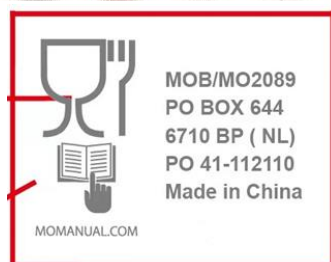 MOB/MO2089
PO BOX 644
6710 BP ( NL)
PO 41-112110
Made in China
MOMANUAL.COM